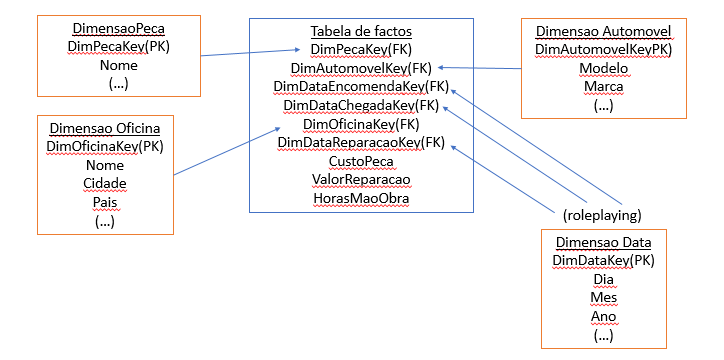 DimensaoPeca
DimPecaKey(PK)
Nome
(...)
Dimensao Oficina
DimOficinaKey(PK)
Nome
Cidade
Pais
(...)
Tabela de factos
DimPecaKey(FK)
DimAutomovelKey(FK)
DimDataEncomendaKey(FK)
DimDataChegadaKey(FK)
DimOficinaKey(FK)
DimDataReparacaoKey(FK)
CustoPeca
ValorReparacao
HorasMaoObra
Dimensao Automovel
DimAutomovelKeyPK)
Modelo
Marca
(...)
(roleplaying)
Dimensao Data
DimDataKey(PK)
Dia
Mes
Ano
(...)